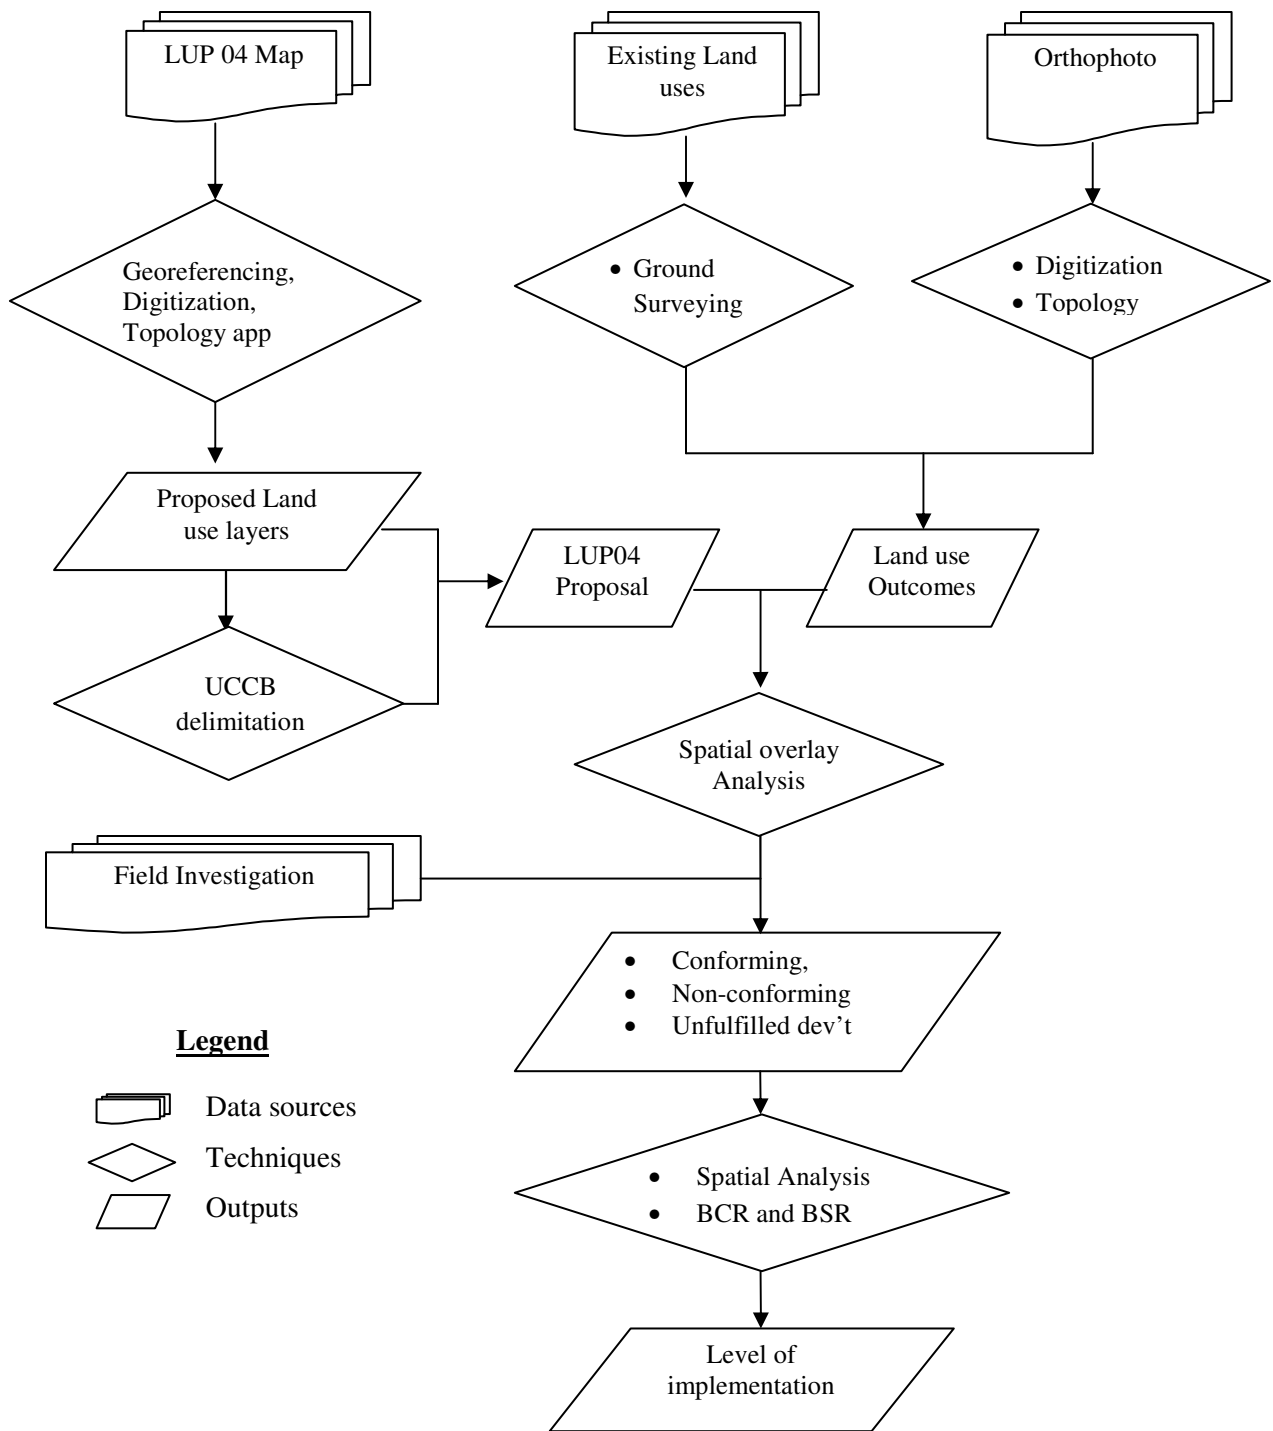 LUP 04 Map
Existing Land
uses
Orthophoto
Georeferencing,
Digitization,
Topology app
• Ground
Surveying
• Digitization
• Topology
Proposed Land
use layers
LUP04
Proposal
Land use
Outcomes
UCCB
delimitation
Spatial overlay
Analysis
Field Investigation
• Conforming,
• Non-conforming
• Unfulfilled dev’t
Legend
Data sources
Techniques
Outputs
• Spatial Analysis
• BCR and BSR
Level of
implementation